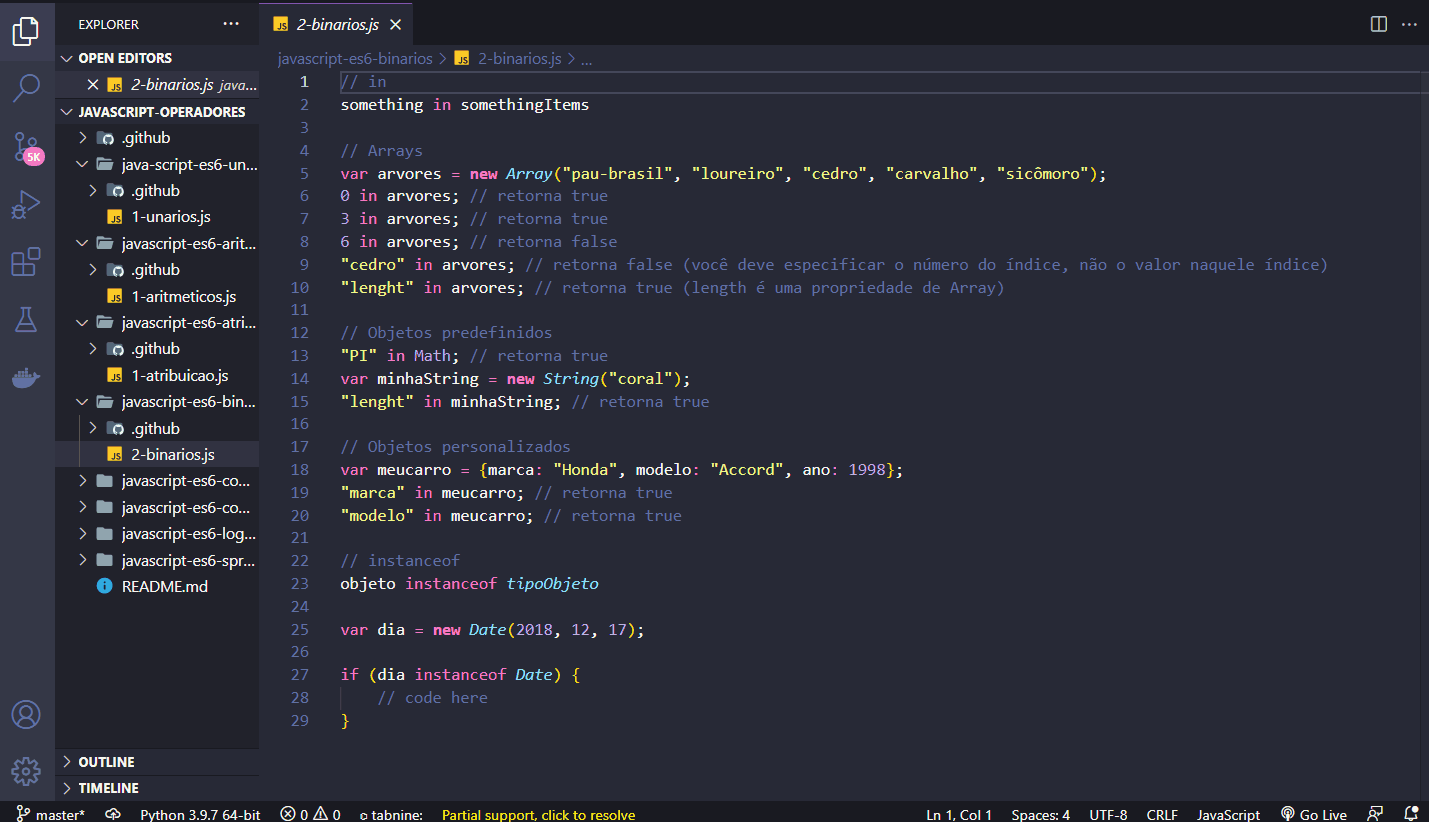 EXPLORER
···
OPEN EDITORS
JS 2-binarios.js java...
JAVASCRIPT-OPERADORES
.github
java-script-es6-un...
.github
JS 1-unarios.js
javascript-es6-arit...
.github
JS 1-aritmeticos.js
javascript-es6-atri...
.github
JS 1-atribuicao.js
javascript-es6-bin...
.github
JS 2-binarios.js
javascript-es6-co...
javascript-es6-co...
javascript-es6-log...
javascript-es6-spr...
README.md
OUTLINE
TIMELINE
5K
JS 2-binarios.js
javascript-es6-binarios > JS 2-binarios.js > ...
1 // in
2 something in somethingItems
3
4 // Arrays
5 var arvores = new Array("pau-brasil", "loureiro", "cedro", "carvalho", "sicômoro");
6 0 in arvores; // retorna true
7 3 in arvores; // retorna true
8 6 in arvores; // retorna false
9 "cedro" in arvores; // retorna false (você deve especificar o número do índice, não o valor naquele índice)
10 "lenght" in arvores; // retorna true (length é uma propriedade de Array)
11
12 // Objetos predefinidos
13 "PI" in Math; // retorna true
14 var minhaString = new String("coral");
15 "lenght" in minhaString; // retorna true
16
17 // Objetos personalizados
18 var meucarro = {marca: "Honda", modelo: "Accord", ano: 1998};
19 "marca" in meucarro; // retorna true
20 "modelo" in meucarro; // retorna true
21
22 // instanceof
23 objeto instanceof tipoObjeto
24
25 var dia = new Date(2018, 12, 17);
26
27 if (dia instanceof Date) {
28 // code here
29 }
master* Python 3.9.7 64-bit 0 0 tabnine: Partial support, click to resolve Ln 1, Col 1 Spaces: 4 UTF-8 CRLF JavaScript Go Live